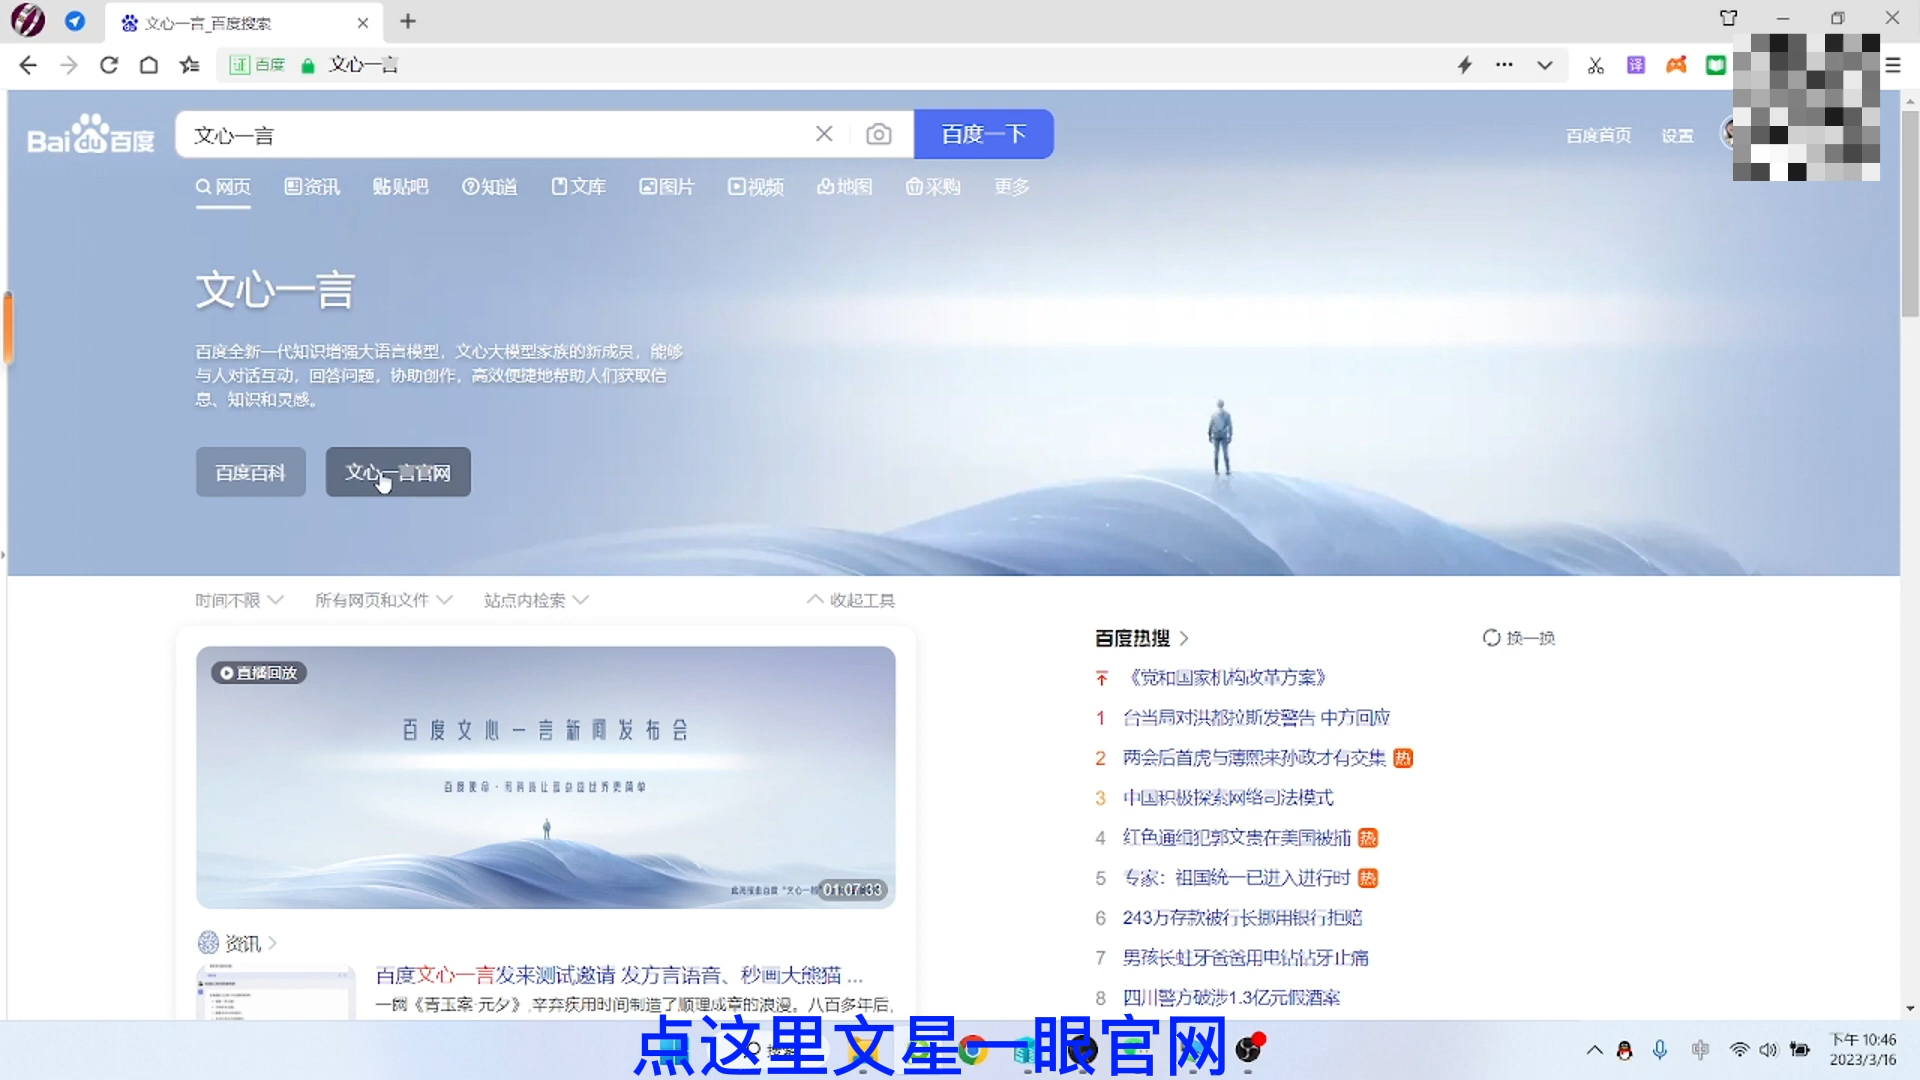 文心一言_百度搜索
证 百度 文心一言
译
Bai du 百度
文心一言
百度一下
百度首页 设置
网页 资讯 贴贴吧 知道 文库 图片 视频 地图 采购 更多
文心一言
百度全新一代知识增强大语言模型，文心大模型家族的新成员，能够
与人对话互动，回答问题，协助创作，高效便捷地帮助人们获取信
息、知识和灵感。
百度百科 文心一言官网
时间不限 所有网页和文件 站点内检索 收起工具
直播回放
百度文心一言新闻发布会
01:07:33
百度热搜 换一换
《党和国家机构改革方案》
1 台当局对洪都拉斯发警告 中方回应
2 两会后首虎与薄熙来孙政才有交集 热
3 中国积极探索网络司法模式
4 红色通缉犯郭文贵在美国被捕 热
5 专家：祖国统一已进入进行时 热
6 243万存款被行长挪用银行拒赔
7 男孩长蛀牙爸爸用电钻钻牙止痛
8 四川警方破涉1.3亿元假酒案
资讯
百度文心一言发来测试邀请 发方言语音、秒画大熊猫 ...
一阙《青玉案·元夕》,辛弃疾用时间制造了顺理成章的浪漫。八百多年后,
点这里文星一眼官网
中
下午 10:46
2023/3/16